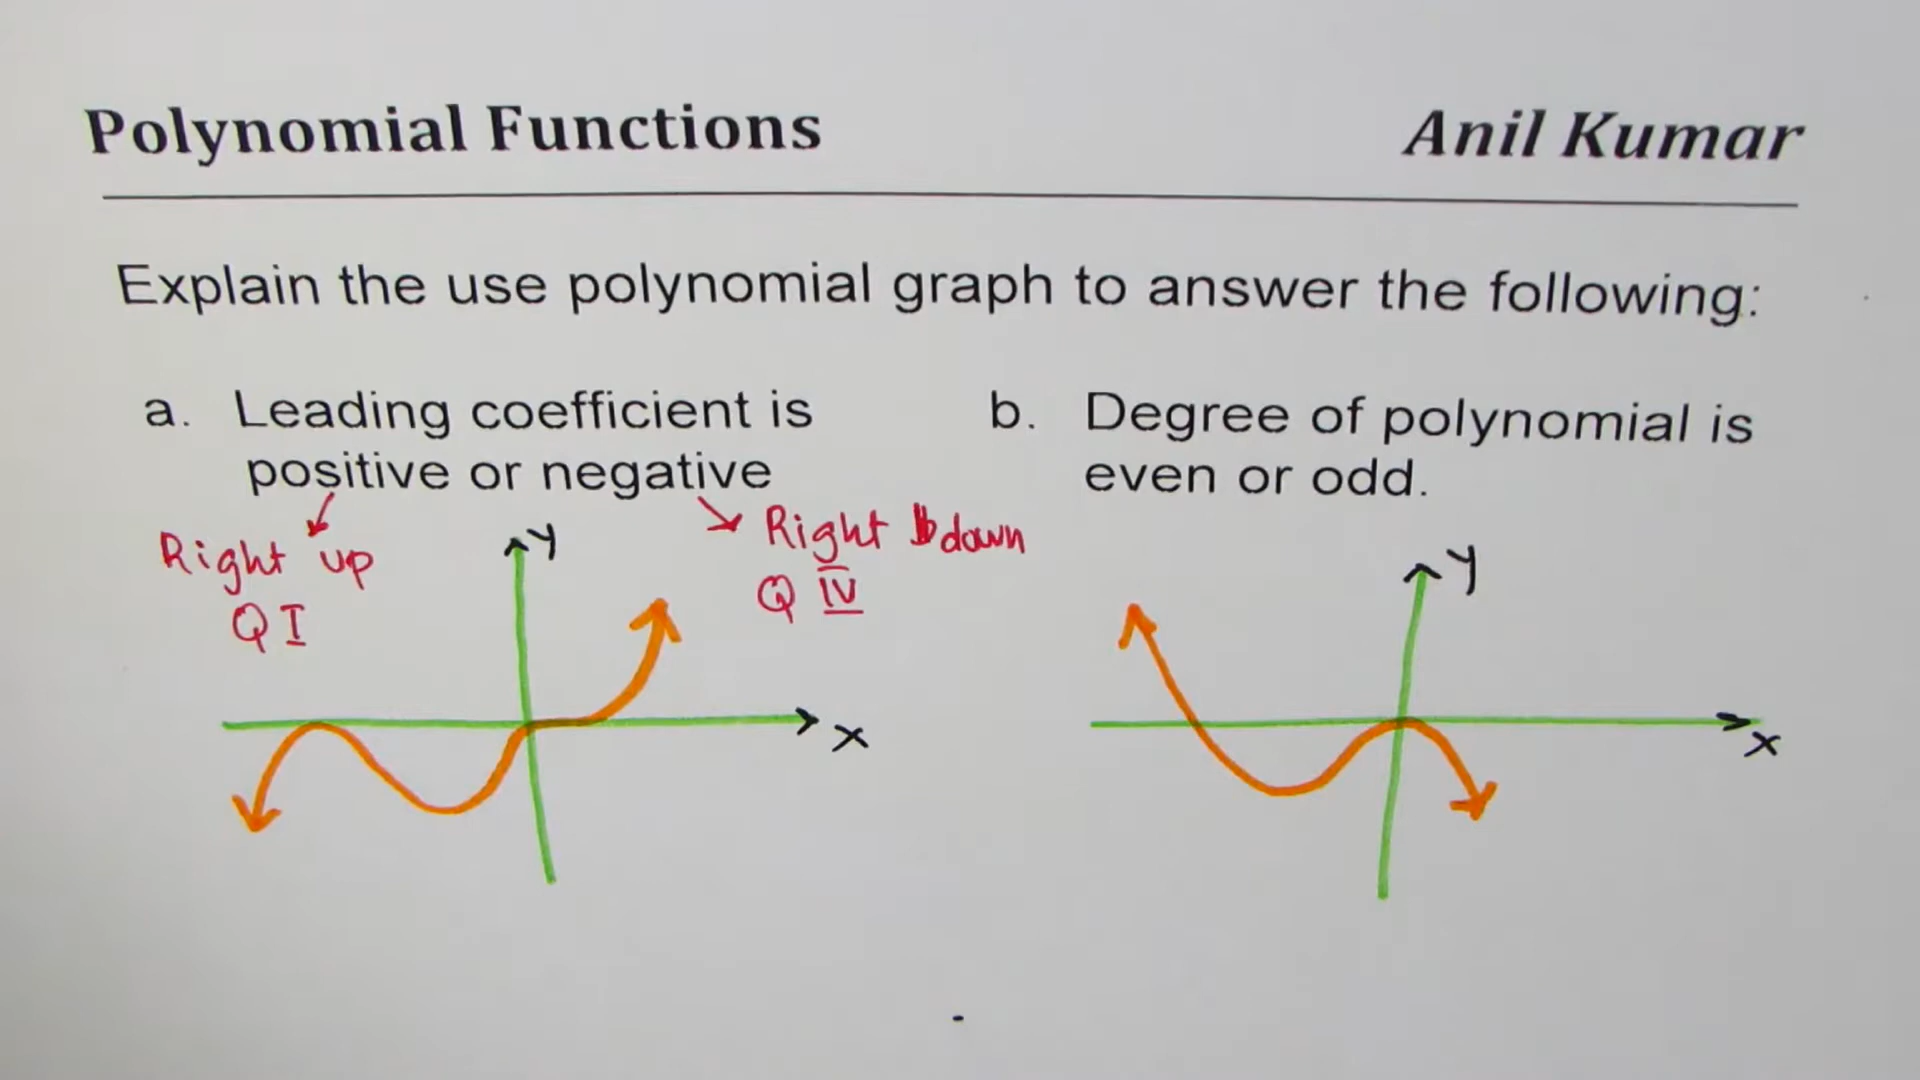 Polynomial Functions
Anil Kumar
Explain the use polynomial graph to answer the following:
a. Leading coefficient is
positive or negative
b. Degree of polynomial is
even or odd.
Right up
Q I
Right down
Q IV
y
x
y
x